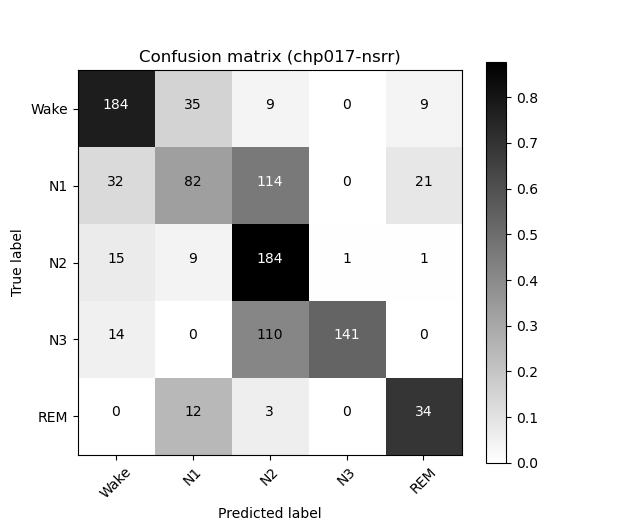 Confusion matrix (chp017-nsrr)
Wake 184 35 9 0 9
N1 32 82 114 0 21
N2 15 9 184 1 1
N3 14 0 110 141 0
REM 0 12 3 0 34
Wake N1 N2 N3 REM
Predicted label
True label
0.8
0.7
0.6
0.5
0.4
0.3
0.2
0.1
0.0